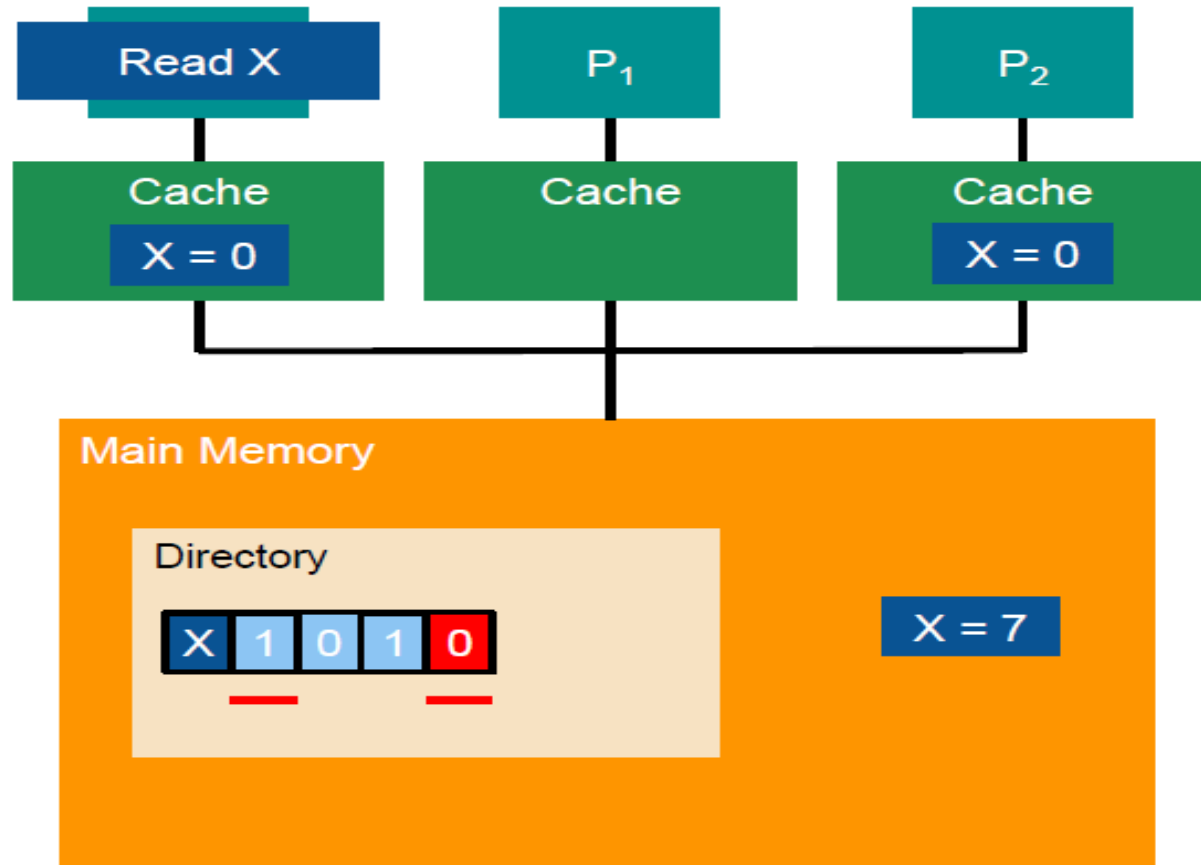 Read X
P₁
P₂
Cache
X = 0
Cache
Cache
X = 0
Main Memory
Directory
X 1 0 1 0
X = 7